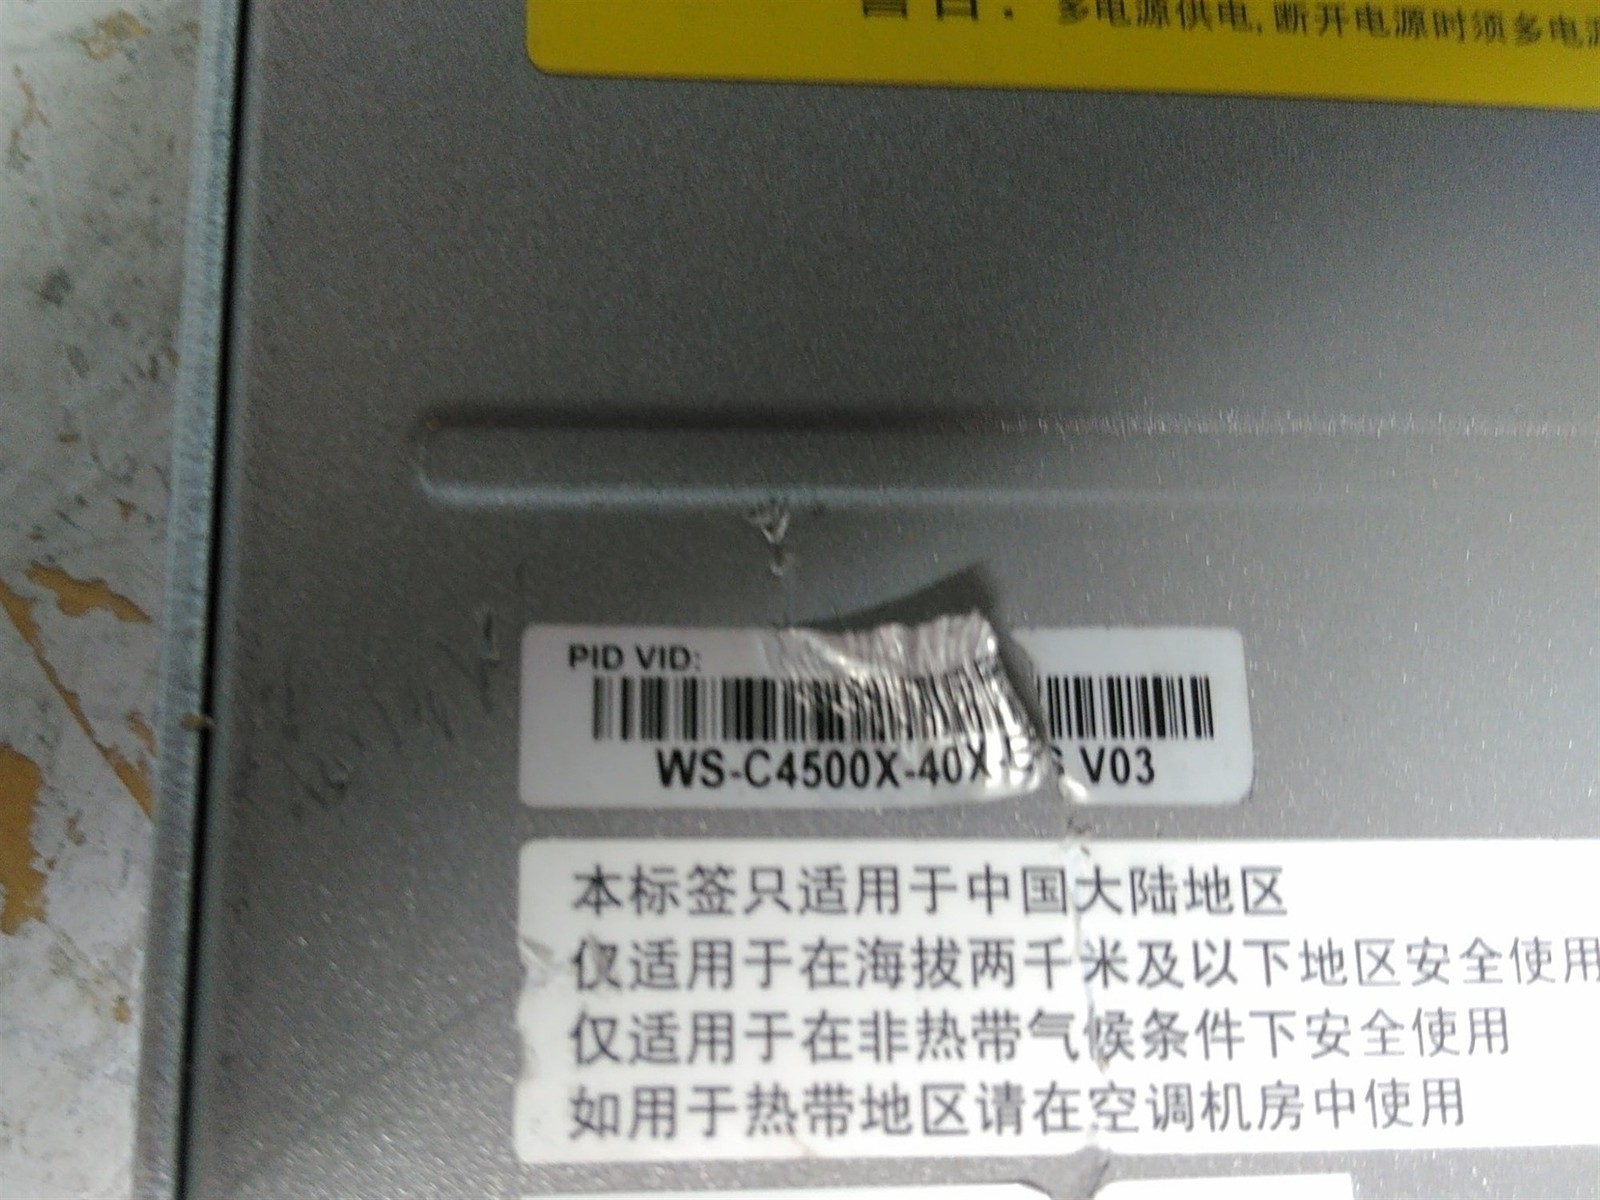 警告：多电源供电,断开电源时须多电源
PID VID:
WS-C4500X-40X V03
本标签只适用于中国大陆地区
仅适用于在海拔两千米及以下地区安全使用
仅适用于在非热带气候条件下安全使用
如用于热带地区请在空调机房中使用